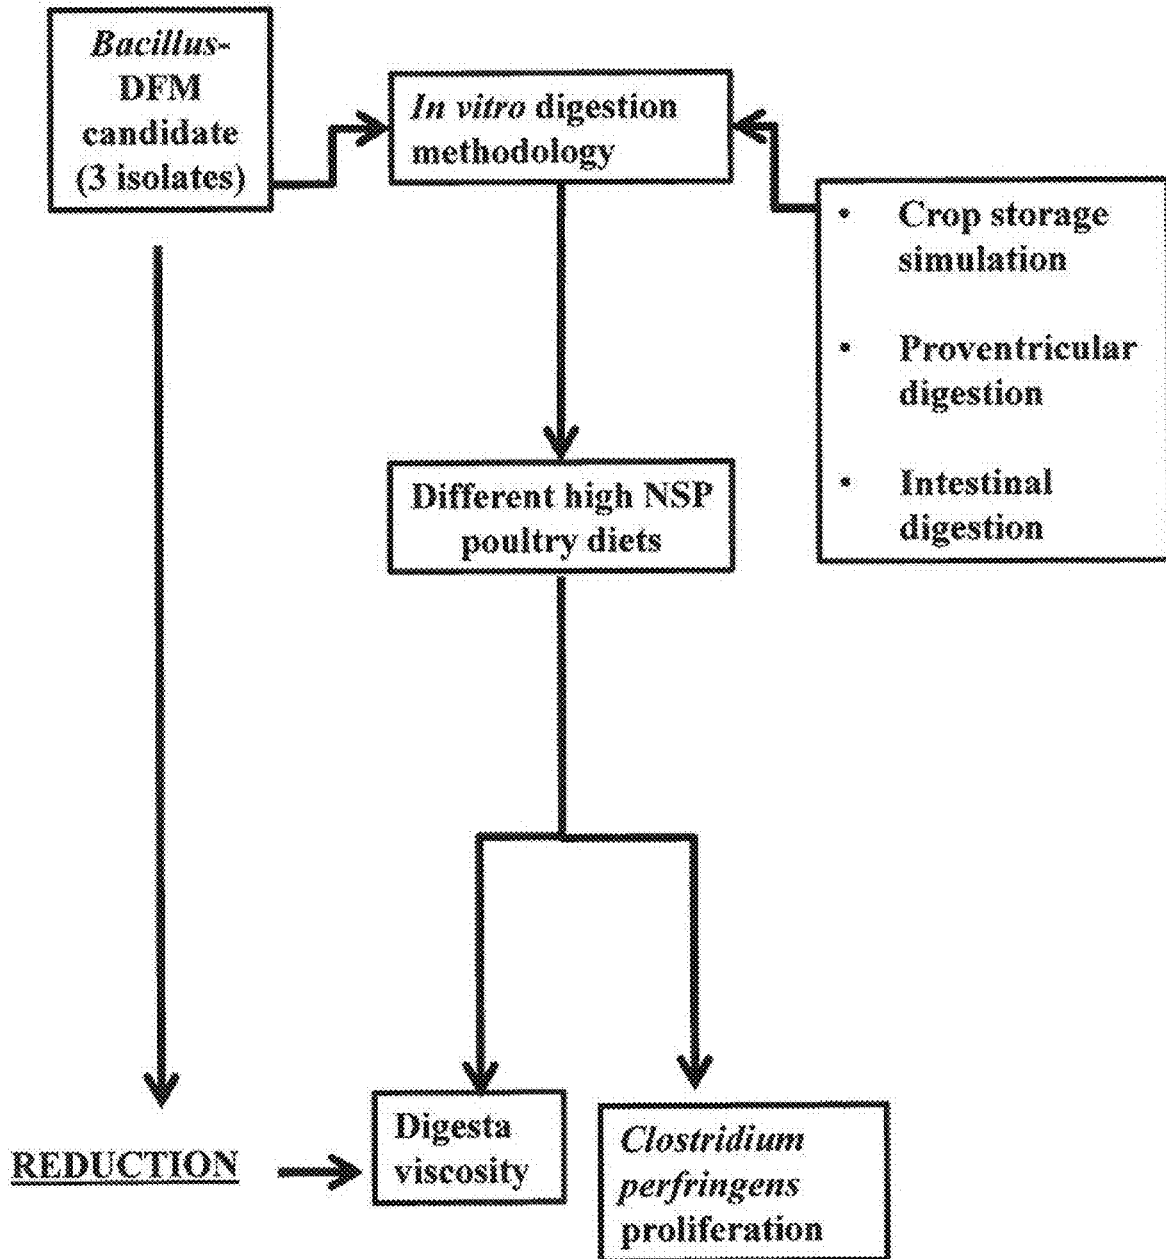 Bacillus-
DFM
candidate
(3 isolates)
In vitro digestion
methodology
• Crop storage
simulation
• Proventricular
digestion
• Intestinal
digestion
Different high NSP
poultry diets
REDUCTION
Digesta
viscosity
Clostridium
perfringens
proliferation